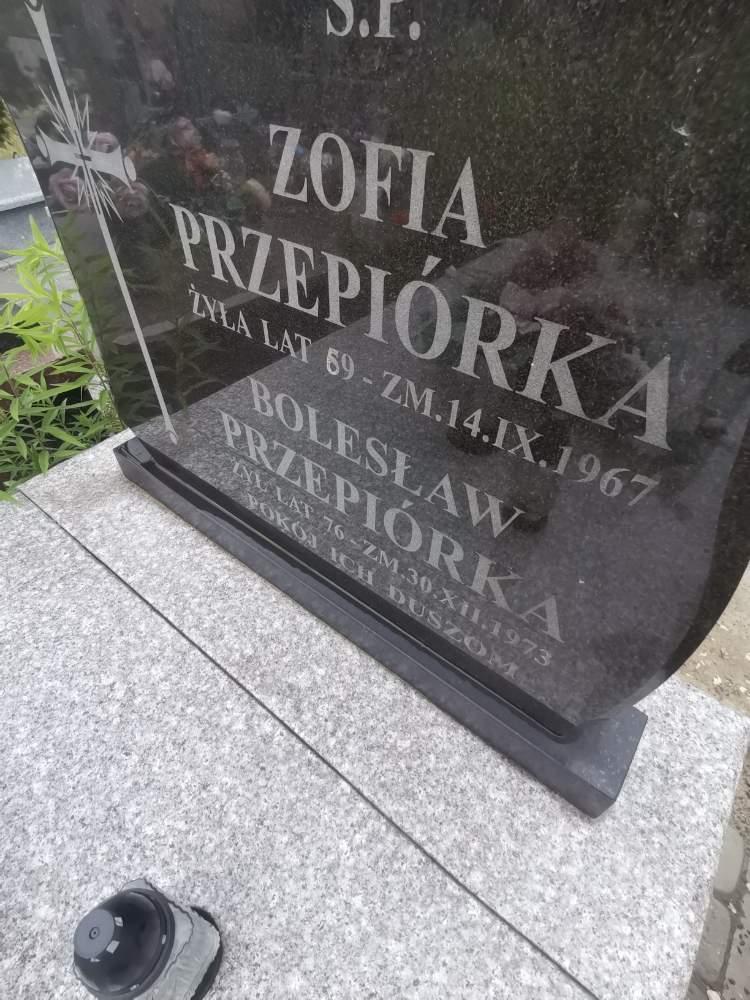 Ś.P.
ZOFIA
PRZEPIÓRKA
ŻYŁA LAT 69 - ZM.14.IX.1967
BOLESŁAW
PRZEPIÓRKA
ŻYŁ LAT 76 - ZM.30.XII.1973
POKÓJ ICH DUSZOM